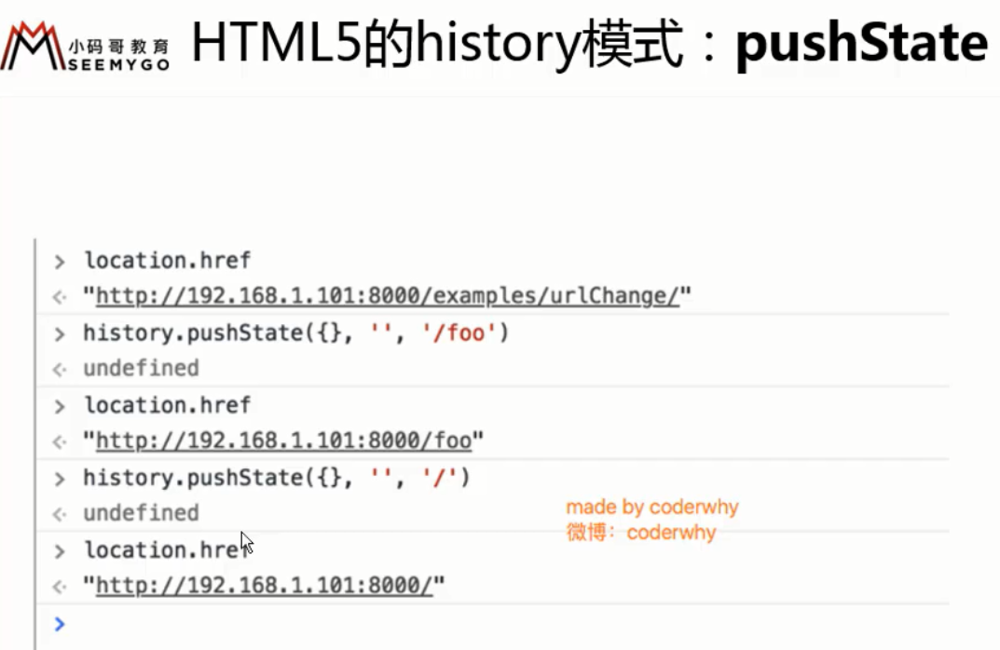 小码哥教育
SEEMYGO
HTML5的history模式：pushState
> location.href
<· "http://192.168.1.101:8000/examples/urlChange/"
> history.pushState({}, '', '/foo')
<· undefined
> location.href
<· "http://192.168.1.101:8000/foo"
> history.pushState({}, '', '/')
<· undefined
> location.href
<· "http://192.168.1.101:8000/"
>
made by coderwhy
微博：coderwhy